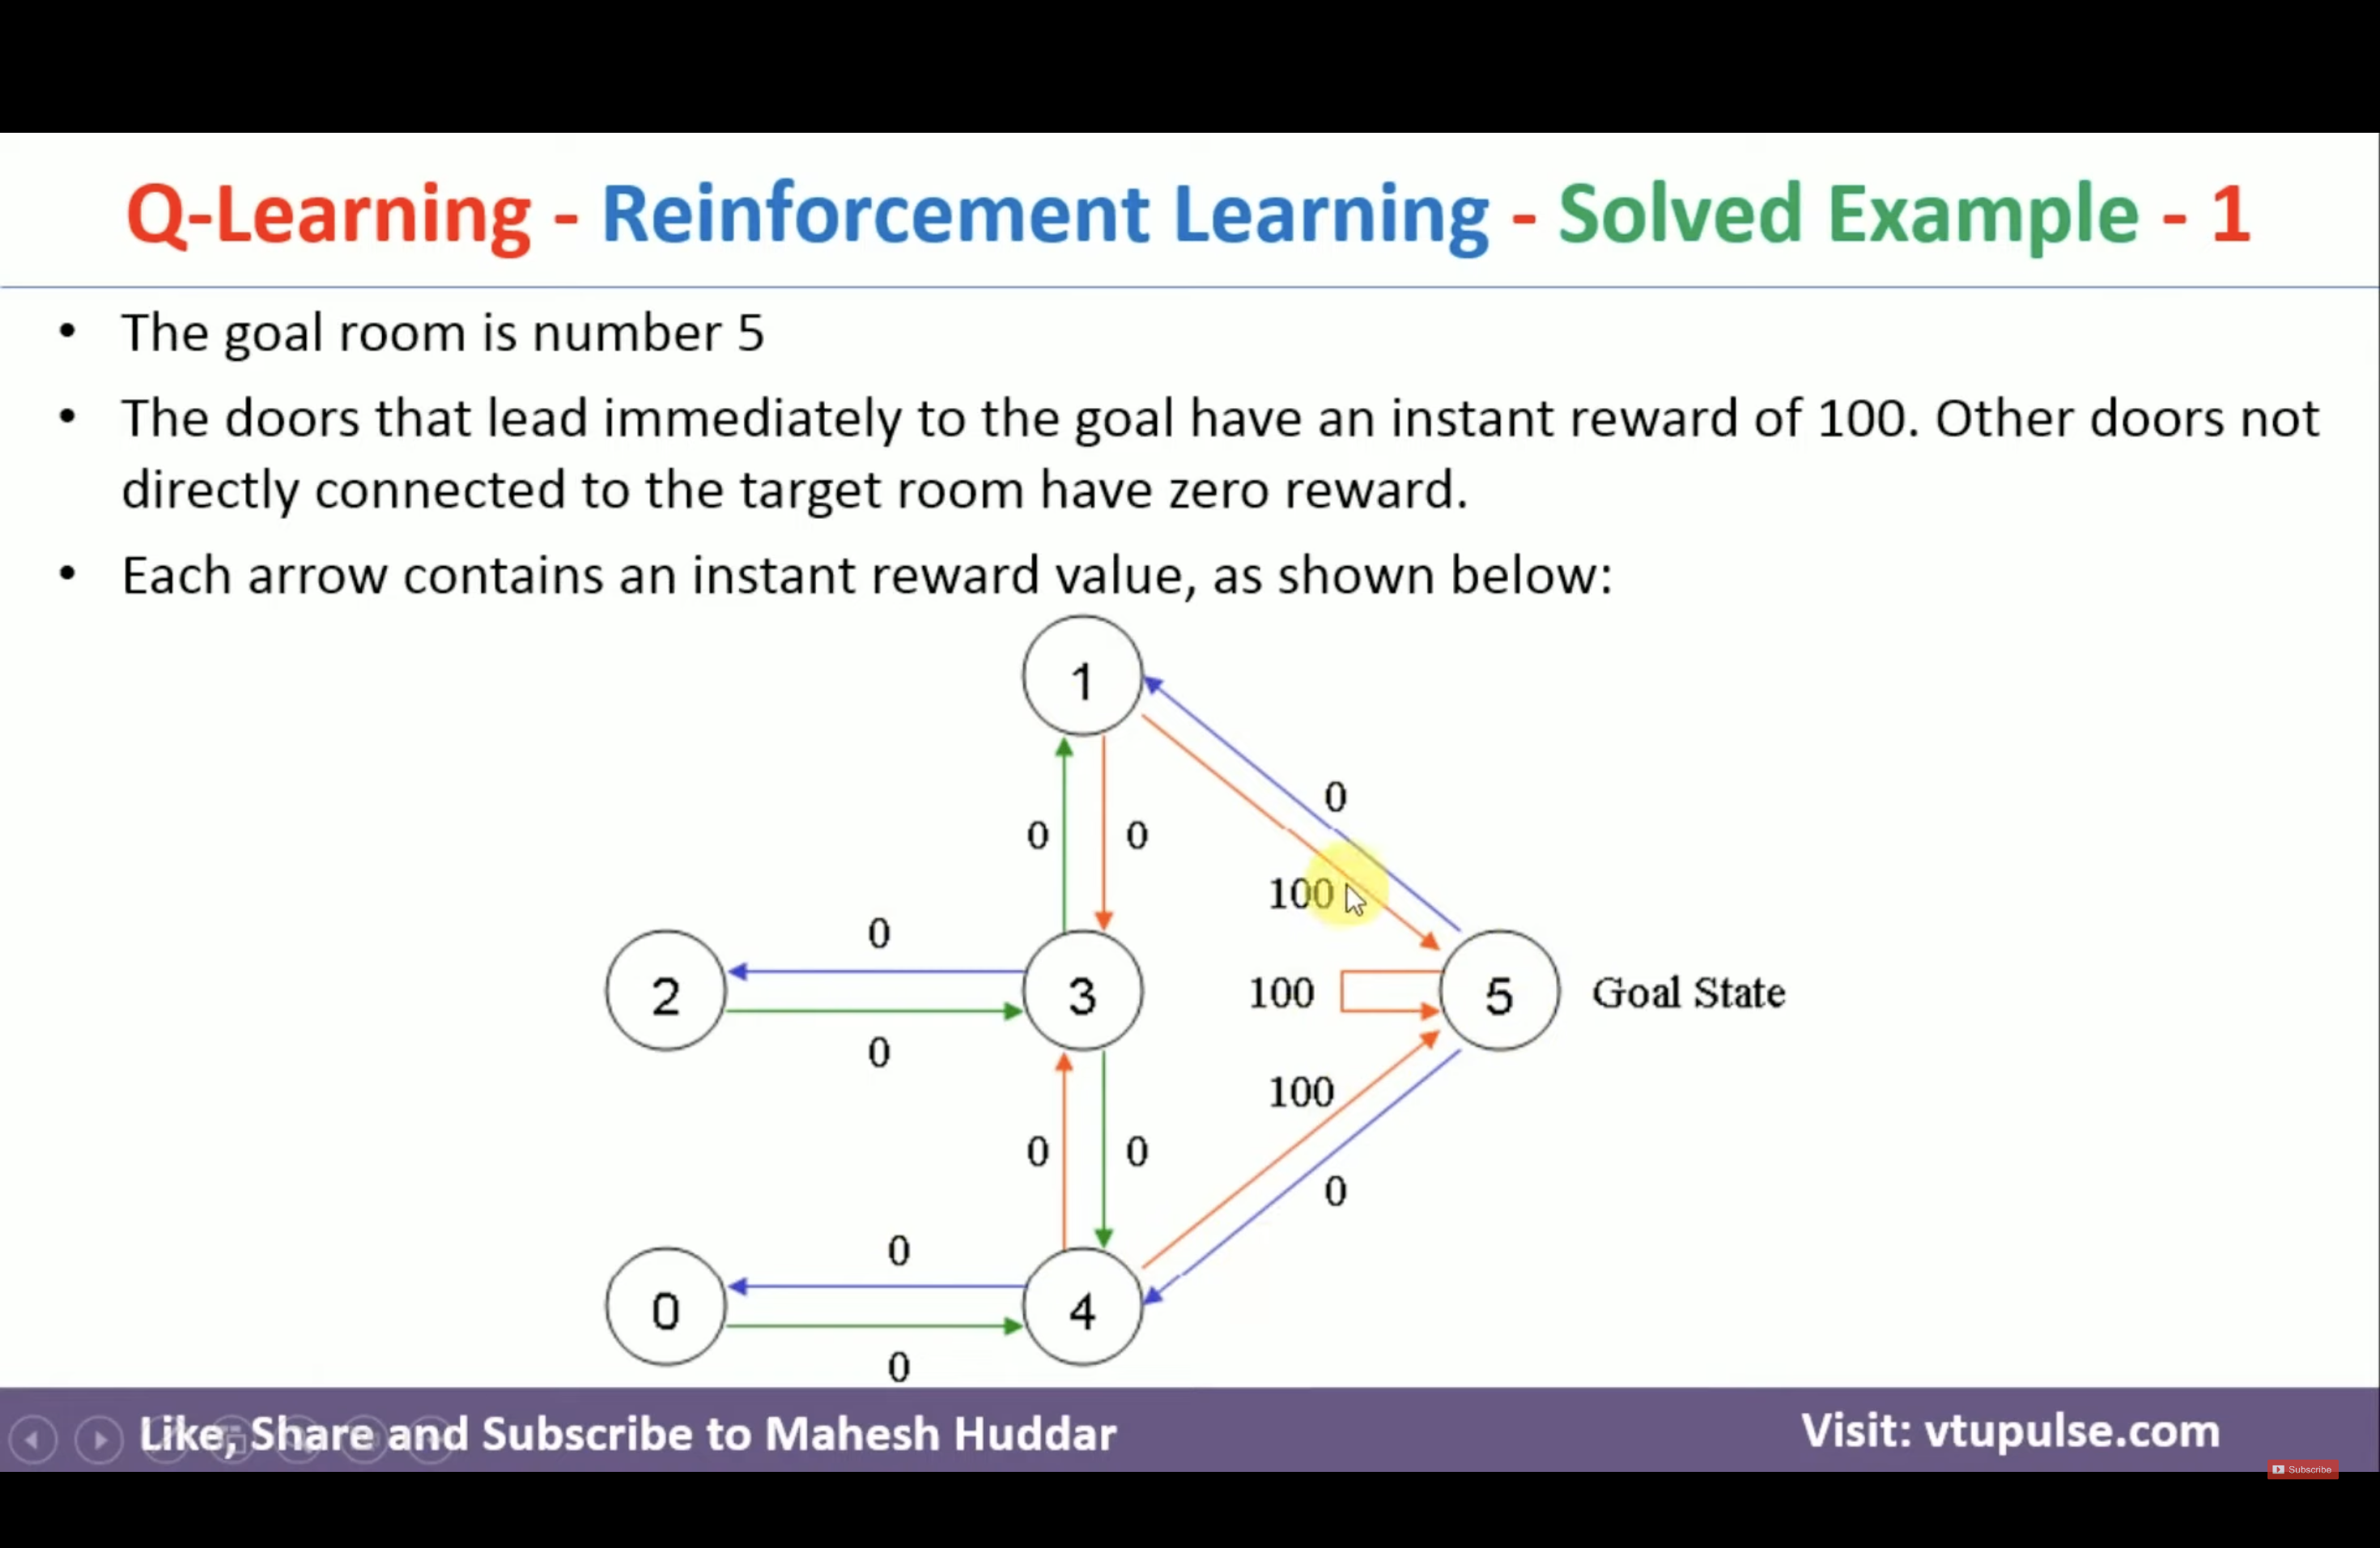 Q-Learning - Reinforcement Learning - Solved Example - 1
• The goal room is number 5
• The doors that lead immediately to the goal have an instant reward of 100. Other doors not
directly connected to the target room have zero reward.
• Each arrow contains an instant reward value, as shown below:
1
0
0 0
100
0
2 3 100 5 Goal State
0
100
0 0
0
0
0 4
0
Like, Share and Subscribe to Mahesh Huddar
Visit: vtupulse.com
Subscribe